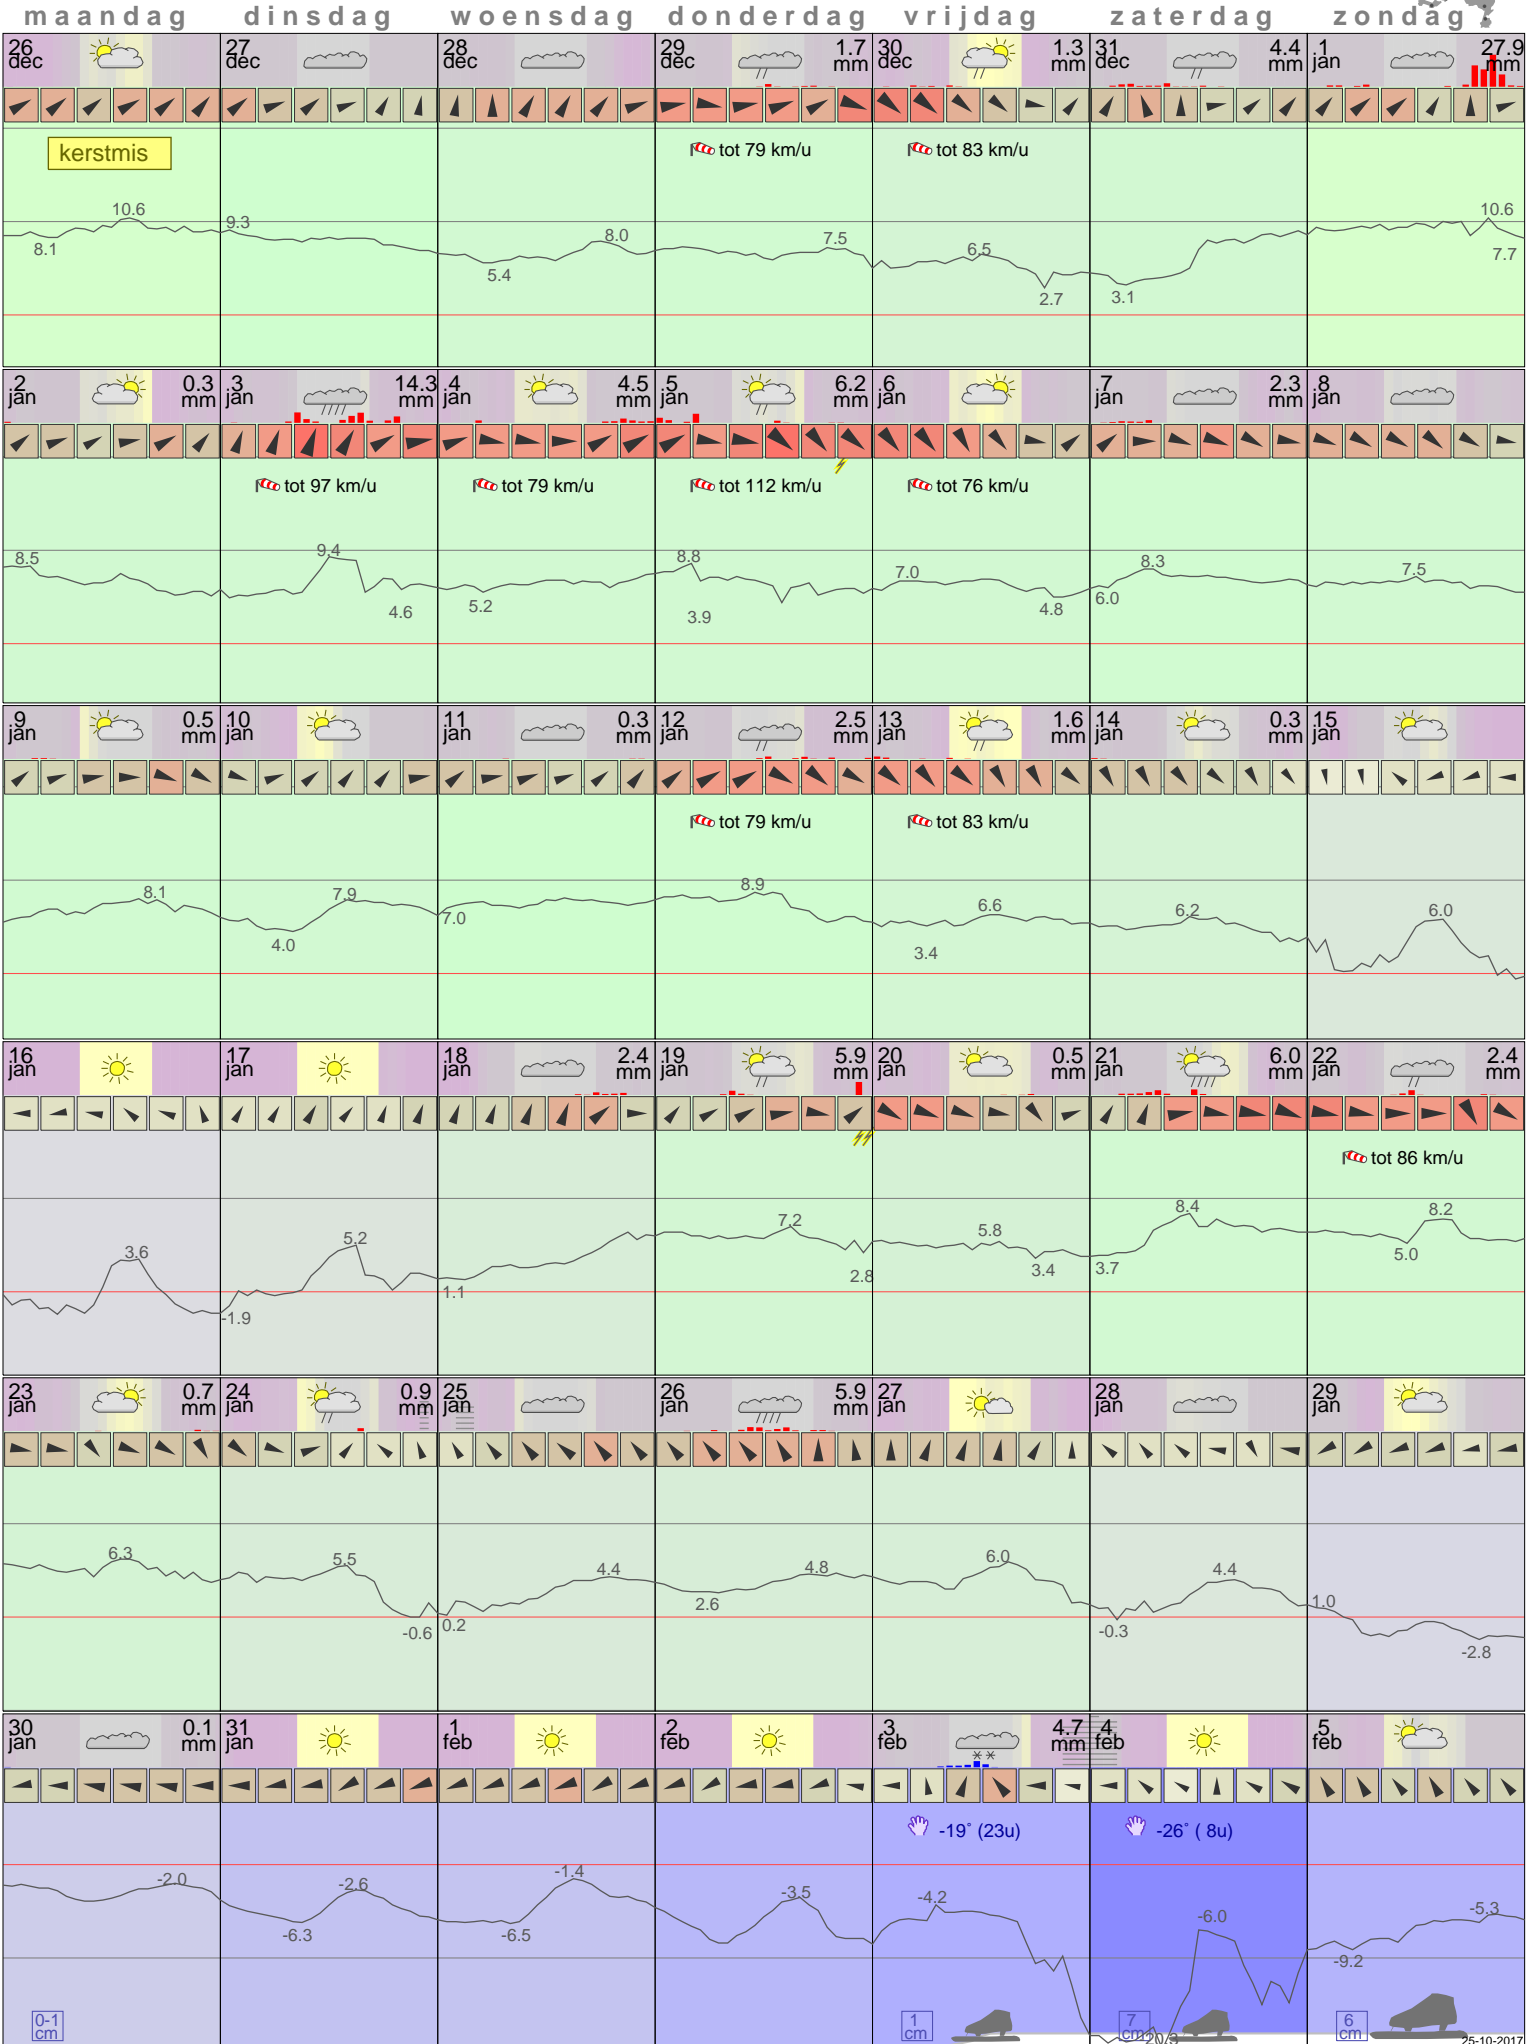 maandag dinsdag woensdag donderdag vrijdag zaterdag zondag
26 dec
27 dec
28 dec
29 dec 1.7 mm
30 dec 1.3 mm
31 dec 4.4 mm
1 jan 27.9 mm
kerstmis
tot 79 km/u
tot 83 km/u
8.1 10.6 9.3 5.4 8.0 7.5 6.5 2.7 3.1 10.6 7.7
2 jan 0.3 mm
3 jan 14.3 mm
4 jan 4.5 mm
5 jan 6.2 mm
6 jan
7 jan 2.3 mm
8 jan
tot 97 km/u
tot 79 km/u
tot 112 km/u
tot 76 km/u
8.5 9.4 4.6 5.2 8.8 3.9 7.0 4.8 6.0 8.3 7.5
9 jan 0.5 mm
10 jan
11 jan 0.3 mm
12 jan 2.5 mm
13 jan 1.6 mm
14 jan 0.3 mm
15 jan
tot 79 km/u
tot 83 km/u
8.1 4.0 7.9 7.0 8.9 3.4 6.6 6.2 6.0
16 jan
17 jan
18 jan 2.4 mm
19 jan 5.9 mm
20 jan 0.5 mm
21 jan 6.0 mm
22 jan 2.4 mm
tot 86 km/u
3.6 -1.9 5.2 1.1 7.2 2.8 5.8 3.4 3.7 8.4 5.0 8.2
23 jan 0.7 mm
24 jan 0.9 mm
25 jan
26 jan 5.9 mm
27 jan
28 jan
29 jan
6.3 5.5 -0.6 0.2 4.4 2.6 4.8 6.0 -0.3 4.4 1.0 -2.8
30 jan 0.1 mm
31 jan
1 feb
2 feb
3 feb 4.7 mm
4 feb
5 feb
-19° (23u)
-26° ( 8u)
-2.0 -6.3 -2.6 -6.5 -1.4 -3.5 -4.2 -6.0 -9.2 -5.3
0-1 cm
1 cm
7 cm
6 cm
25-10-2017